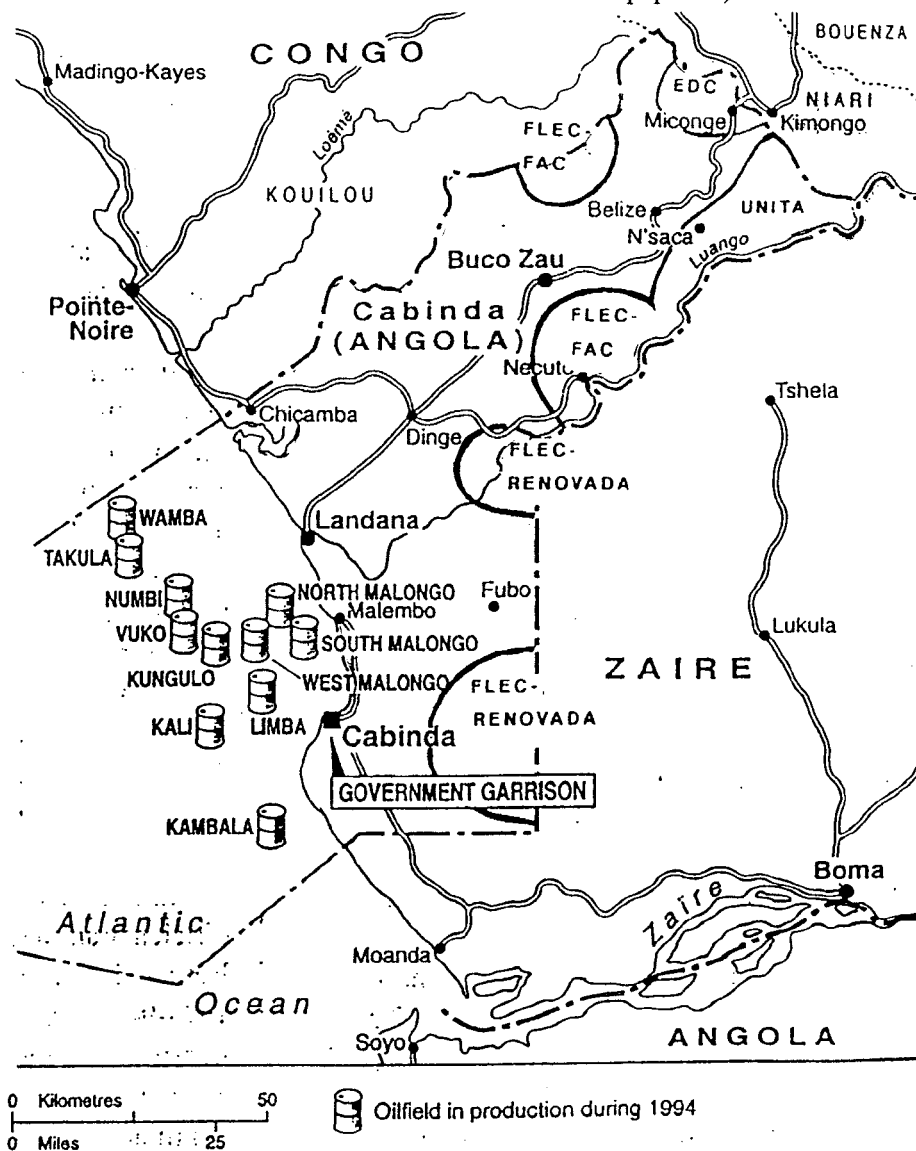 BOUENZA
CONGO
Madingo-Kayes
EDC
NIARI
Miconge
Kimongo
Loémé
FLEC-
FAC
KOUILOU
Belize
UNITA
N'saca
Luango
Buco Zau
Pointe-
Noire
Cabinda
(ANGOLA)
FLEC-
FAC
Necuto
Tshela
Chicamba
Dinge
FLEC-
RENOVADA
WAMBA
Landana
TAKULA
NUMBI
NORTH MALONGO
Fubo
Malembo
VUKO
SOUTH MALONGO
Lukula
KUNGULO
WEST MALONGO
ZAIRE
FLEC-
RENOVADA
KALI
LIMBA
Cabinda
GOVERNMENT GARRISON
KAMBALA
Boma
Zaïre
Atlantic
Ocean
Moanda
Soyo
ANGOLA
0 Kilometres 50
0 Miles 25
Oilfield in production during 1994